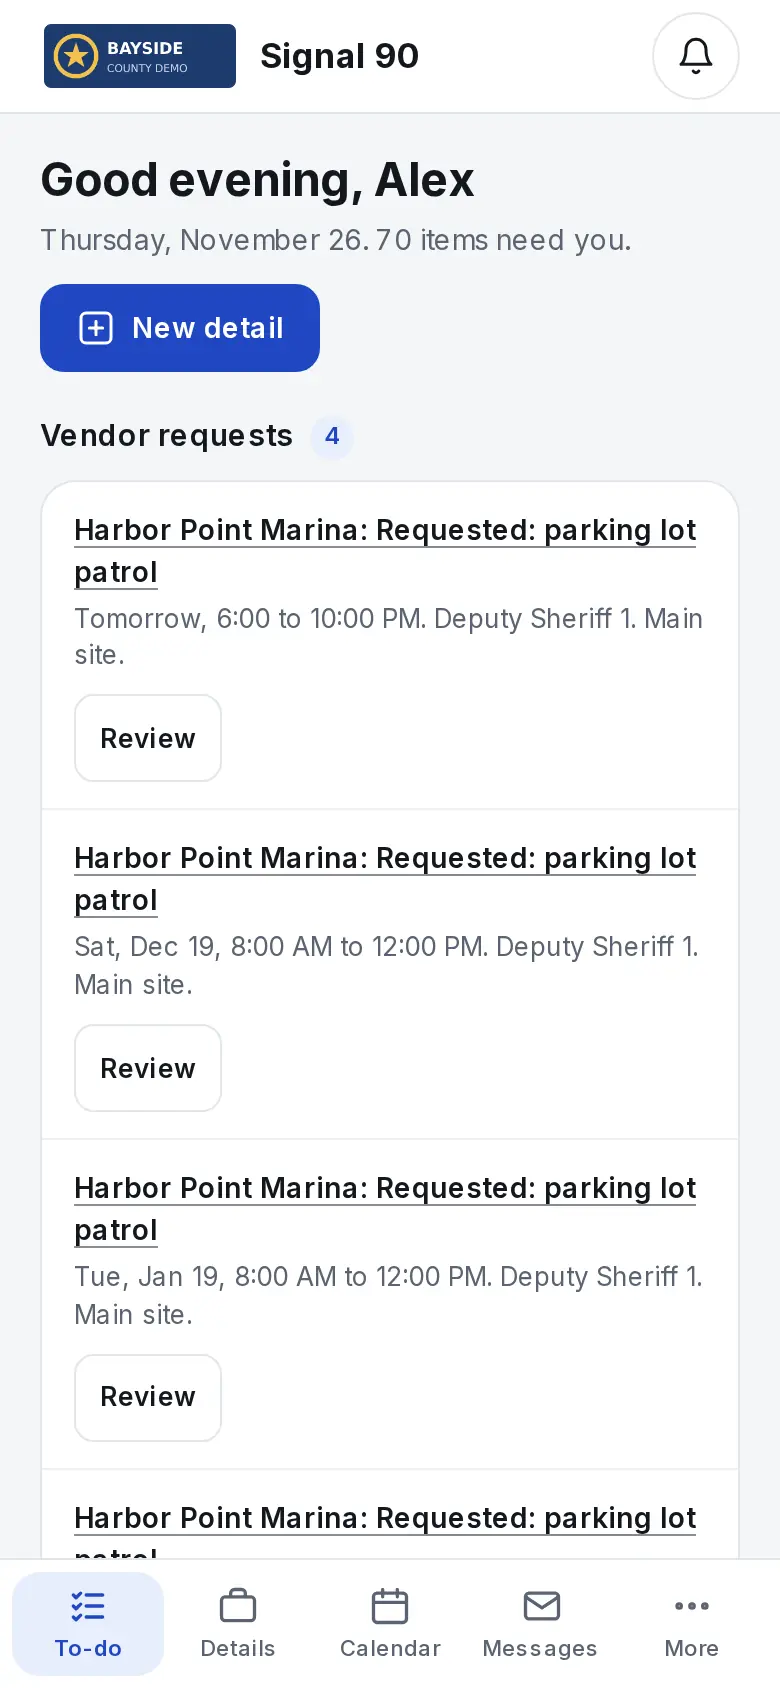 BAYSIDE
COUNTY DEMO
Signal 90
Good evening, Alex
Thursday, November 26. 70 items need you.
New detail
Vendor requests 4
Harbor Point Marina: Requested: parking lot
patrol
Tomorrow, 6:00 to 10:00 PM. Deputy Sheriff 1. Main
site.
Review
Harbor Point Marina: Requested: parking lot
patrol
Sat, Dec 19, 8:00 AM to 12:00 PM. Deputy Sheriff 1.
Main site.
Review
Harbor Point Marina: Requested: parking lot
patrol
Tue, Jan 19, 8:00 AM to 12:00 PM. Deputy Sheriff 1.
Main site.
Review
Harbor Point Marina: Requested: parking lot
patrol
To-do
Details
Calendar
Messages
More